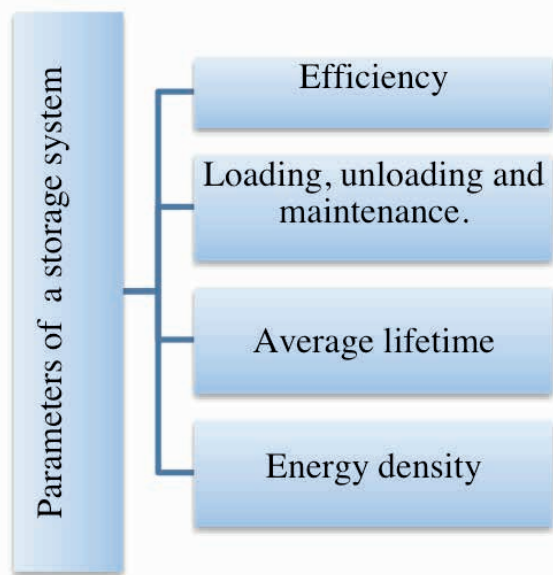 Parameters of a storage system
Efficiency
Loading, unloading and
maintenance.
Average lifetime
Energy density